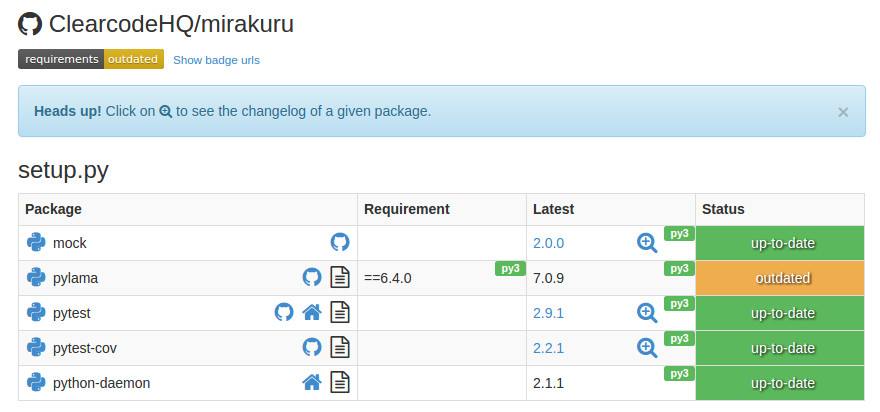 ClearcodeHQ/mirakuru
requirements outdated Show badge urls
Heads up! Click on to see the changelog of a given package. ×
setup.py
Package Requirement Latest Status
mock 2.0.0 py3 up-to-date
pylama ==6.4.0 py3 7.0.9 py3 outdated
pytest 2.9.1 py3 up-to-date
pytest-cov 2.2.1 py3 up-to-date
python-daemon 2.1.1 py3 up-to-date